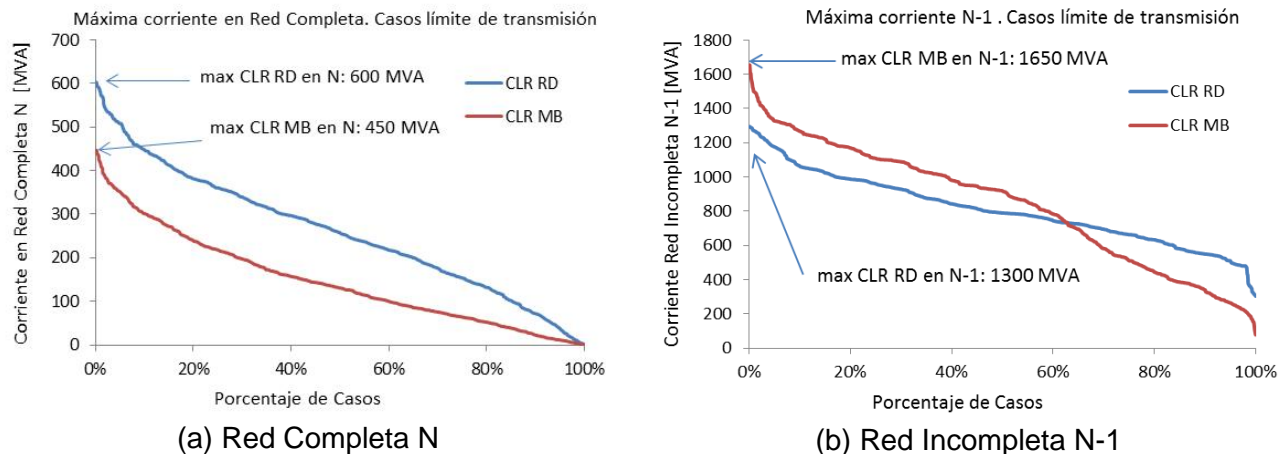 Máxima corriente en Red Completa. Casos límite de transmisión
Corriente en Red Completa N [MVA]
700
600
500
400
300
200
100
0
max CLR RD en N: 600 MVA
max CLR MB en N: 450 MVA
CLR RD
CLR MB
0% 20% 40% 60% 80% 100%
Porcentaje de Casos
(a) Red Completa N
Máxima corriente N-1 . Casos límite de transmisión
Corriente Red Incompleta N-1 [MVA]
1800
1600
1400
1200
1000
800
600
400
200
0
max CLR MB en N-1: 1650 MVA
CLR RD
CLR MB
max CLR RD en N-1: 1300 MVA
0% 20% 40% 60% 80% 100%
Porcentaje de Casos
(b) Red Incompleta N-1